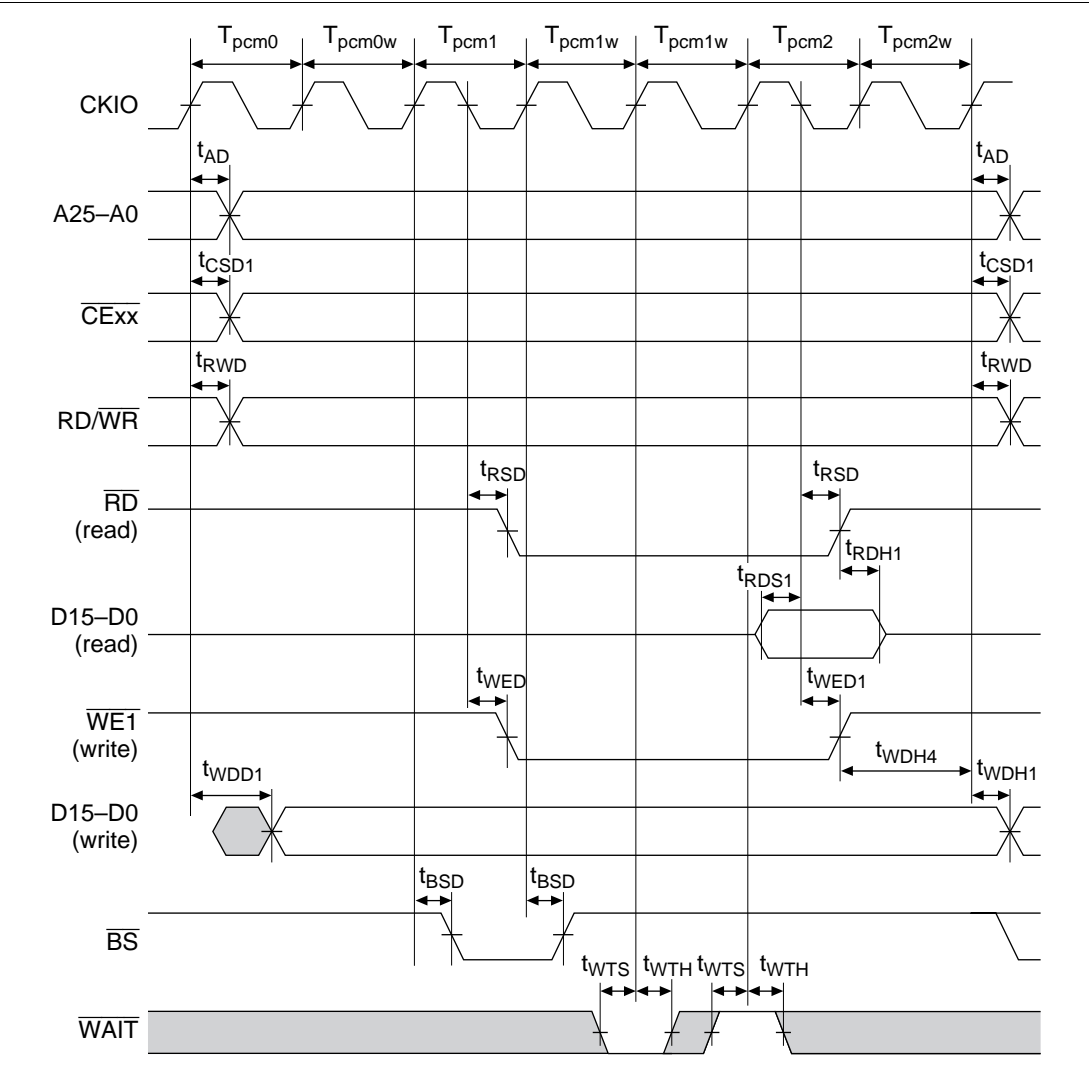 Tpcm0 Tpcm0w Tpcm1 Tpcm1w Tpcm1w Tpcm2 Tpcm2w
CKIO
tAD tAD
A25–A0
tCSD1 tCSD1
CExx
tRWD tRWD
RD/WR
tRSD tRSD
RD
(read)
tRDH1
tRDS1
D15–D0
(read)
tWED tWED1
WE1
(write)
tWDH4
tWDD1 tWDH1
D15–D0
(write)
tBSD tBSD
BS
tWTS tWTH tWTS tWTH
WAIT